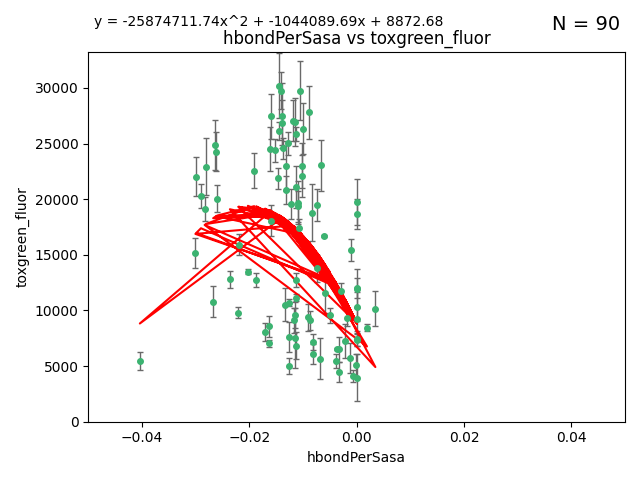 y = -25874711.74x^2 + -1044089.69x + 8872.68
N = 90
hbondPerSasa vs toxgreen_fluor
30000
25000
20000
15000
10000
5000
0
toxgreen_fluor
−0.04
−0.02
0.00
0.02
0.04
hbondPerSasa